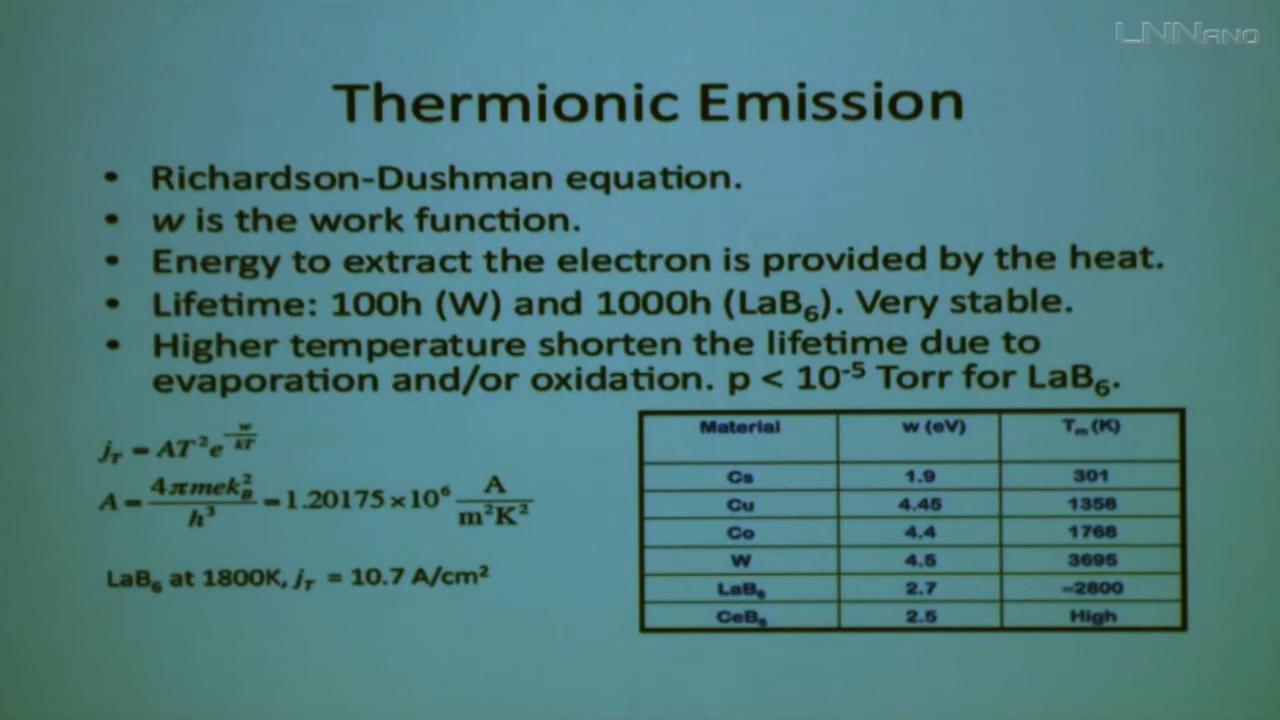 LNNANO
Thermionic Emission
• Richardson-Dushman equation.
• w is the work function.
• Energy to extract the electron is provided by the heat.
• Lifetime: 100h (W) and 1000h (LaB₆). Very stable.
• Higher temperature shorten the lifetime due to
evaporation and/or oxidation. p < 10⁻⁵ Torr for LaB₆.
j_T = AT²e^(-w/kT)
A = 4πmek_B²/h³ = 1.20175×10⁶ A/m²K²
LaB₆ at 1800K, j_T = 10.7 A/cm²
Material w (eV) Tₘ (K)
Cs 1.9 301
Cu 4.45 1358
Co 4.4 1768
W 4.5 3695
LaB₆ 2.7 ~2800
CeB₆ 2.5 High